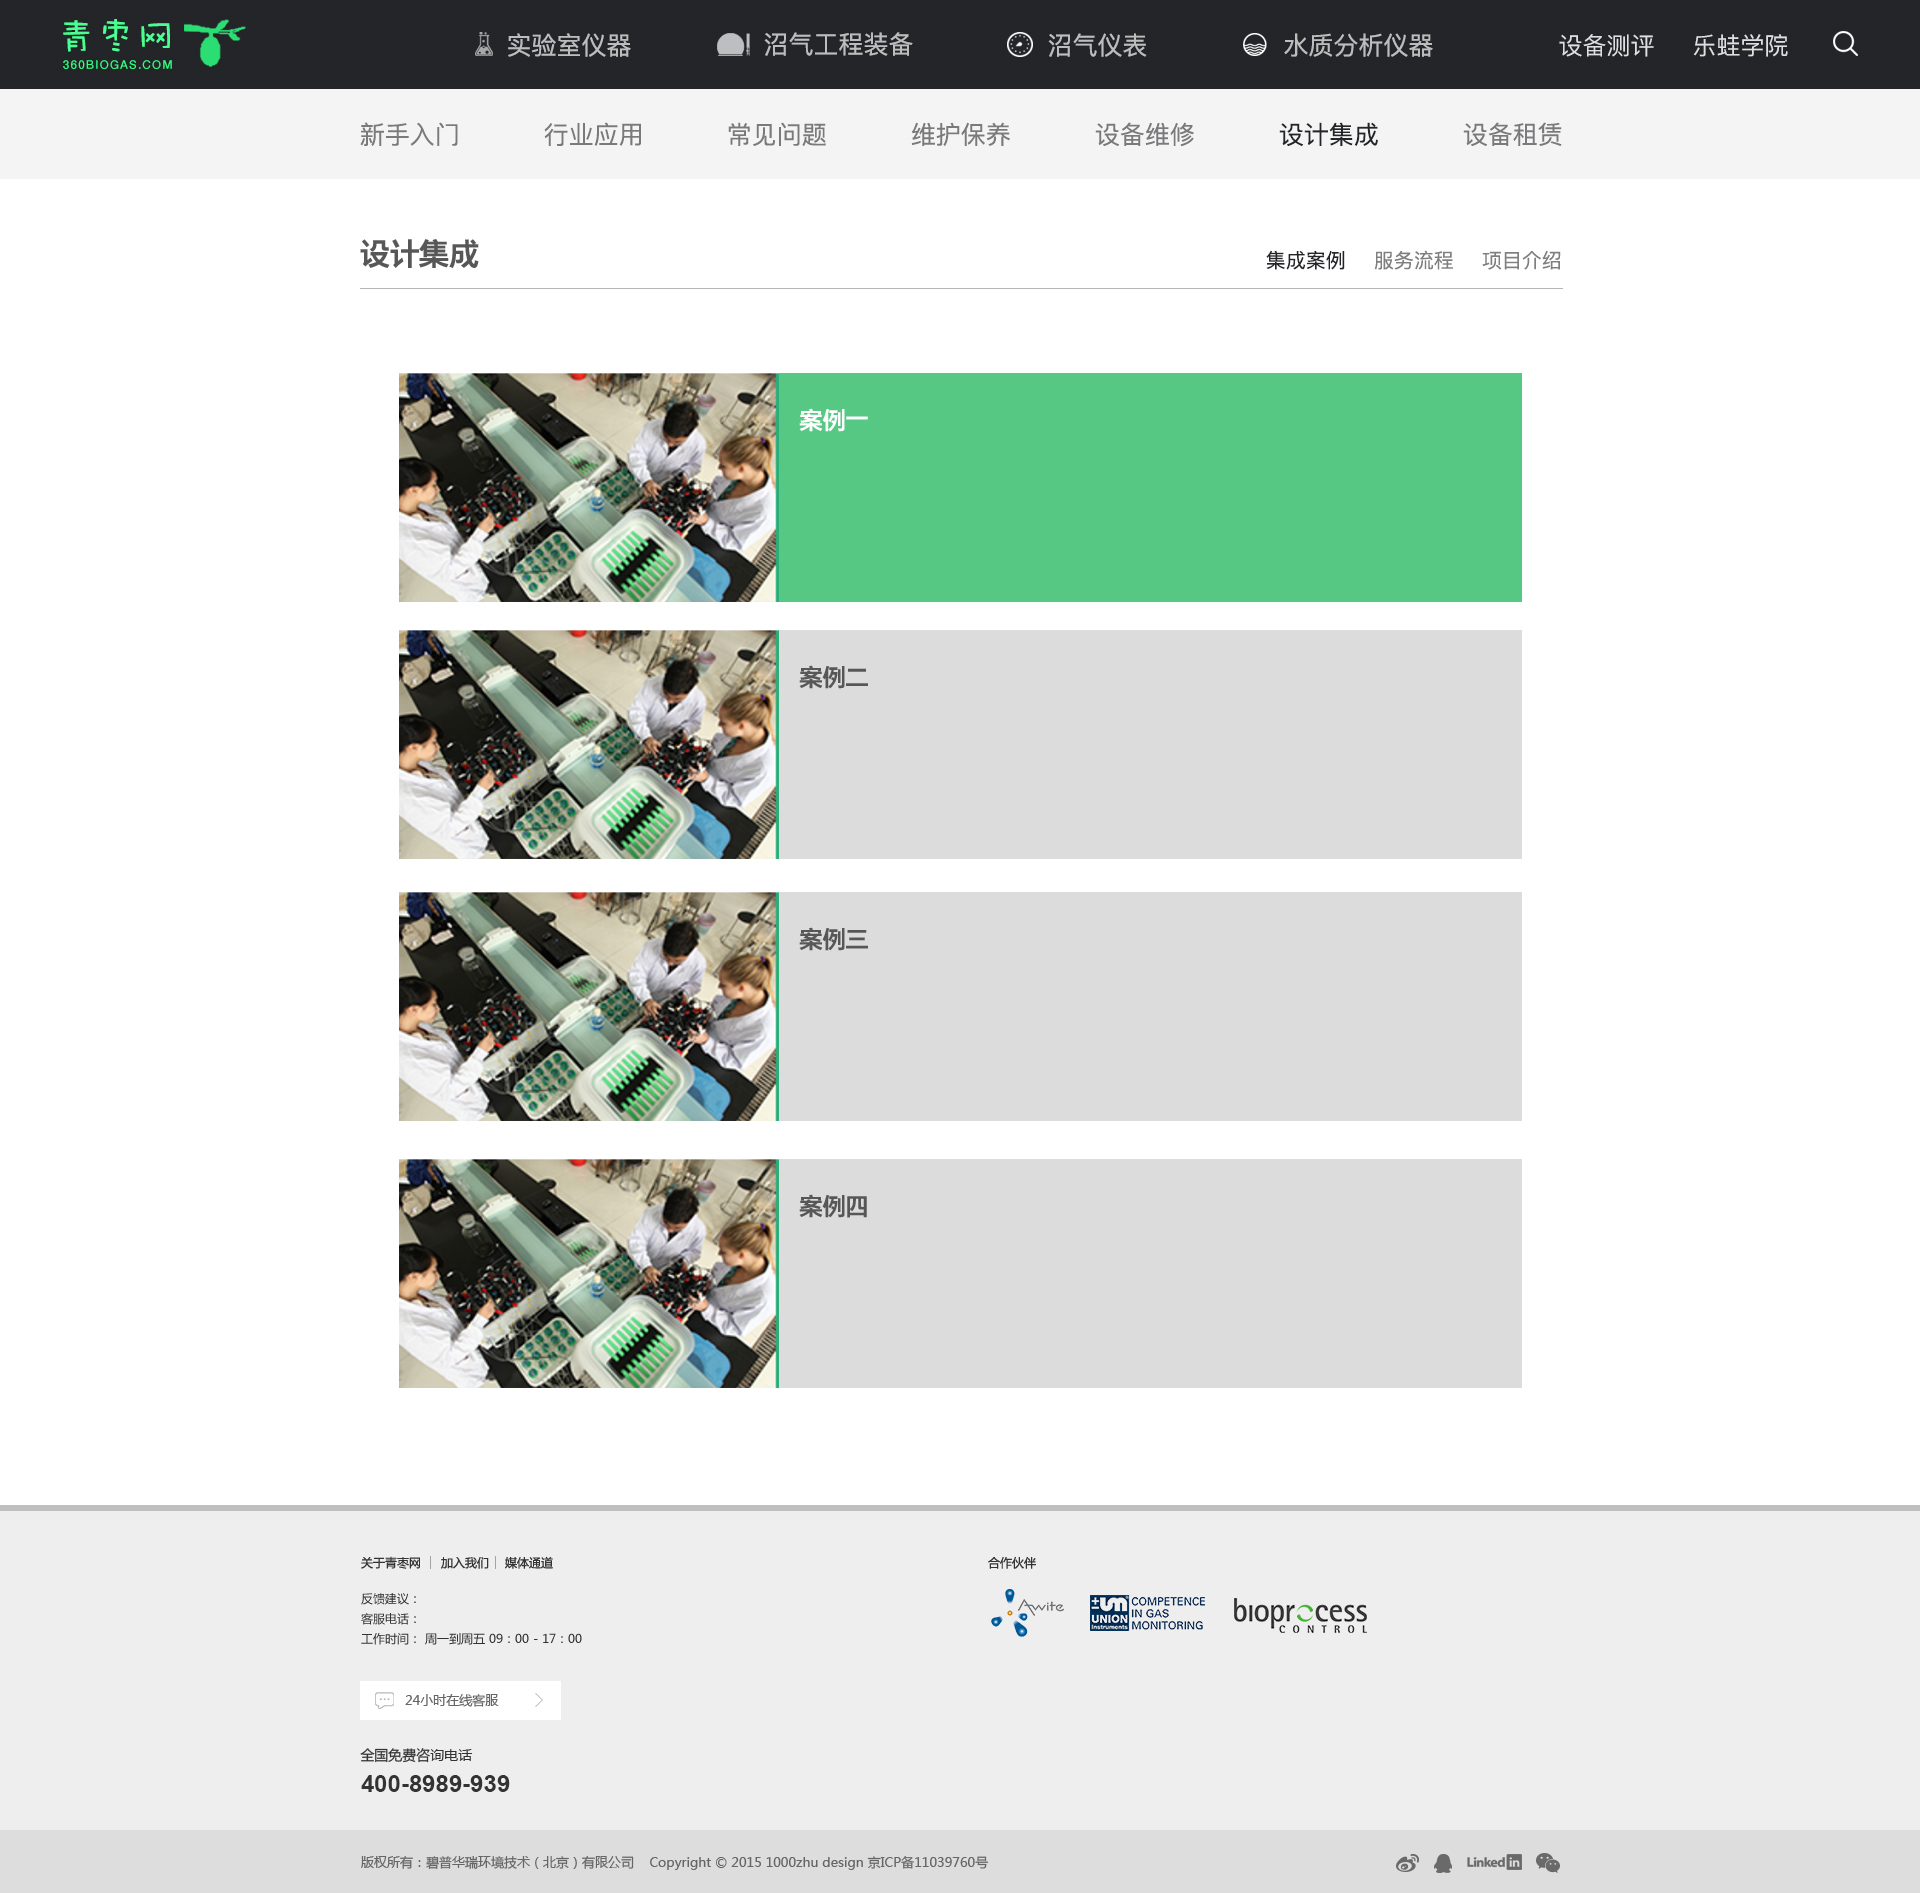 青枣网
360BIOGAS.COM
实验室仪器
沼气工程装备
沼气仪表
水质分析仪器
设备测评
乐蛙学院
新手入门
行业应用
常见问题
维护保养
设备维修
设计集成
设备租赁
设计集成
集成案例
服务流程
项目介绍
案例一
案例二
案例三
案例四
关于青枣网 | 加入我们 | 媒体通道
反馈建议：
客服电话：
工作时间： 周一到周五 09：00 - 17：00
24小时在线客服
全国免费咨询电话
400-8989-939
合作伙伴
Awite
±um
UNION
Instruments
COMPETENCE
IN GAS
MONITORING
bioprocess
CONTROL
版权所有：碧普华瑞环境技术（北京）有限公司 Copyright © 2015 1000zhu design 京ICP备11039760号
Linked in